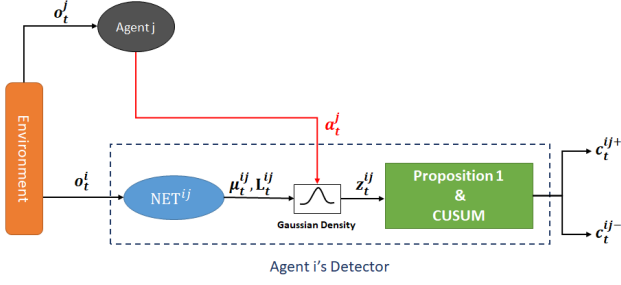 o_t^j
Agent j
Environment
a_t^j
o_t^i
NET^{ij}
μ_t^{ij}, L_t^{ij}
Gaussian Density
z_t^{ij}
Proposition 1
&
CUSUM
c_t^{ij+}
c_t^{ij-}
Agent i's Detector